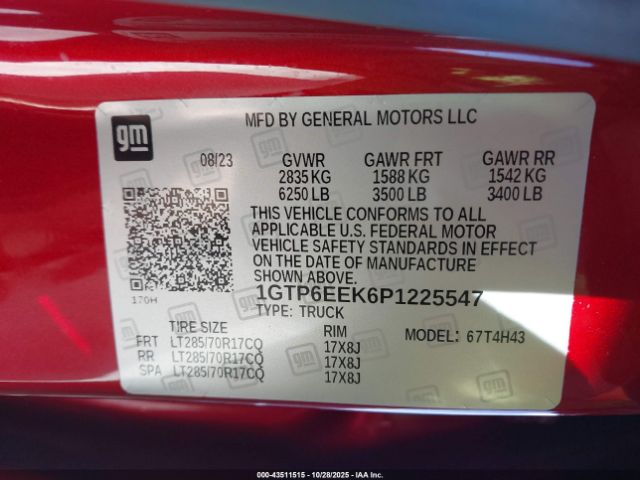 gm
MFD BY GENERAL MOTORS LLC
08/23 GVWR GAWR FRT GAWR RR
2835 KG 1588 KG 1542 KG
6250 LB 3500 LB 3400 LB
THIS VEHICLE CONFORMS TO ALL
APPLICABLE U.S. FEDERAL MOTOR
VEHICLE SAFETY STANDARDS IN EFFECT
ON THE DATE OF MANUFACTURE
SHOWN ABOVE.
170H
1GTP6EEK6P1225547
TYPE: TRUCK
TIRE SIZE RIM MODEL: 67T4H43
FRT LT285/70R17CQ 17X8J
RR LT285/70R17CQ 17X8J
SPA LT285/70R17CQ 17X8J
000-43511515 - 10/28/2025 - IAA Inc.